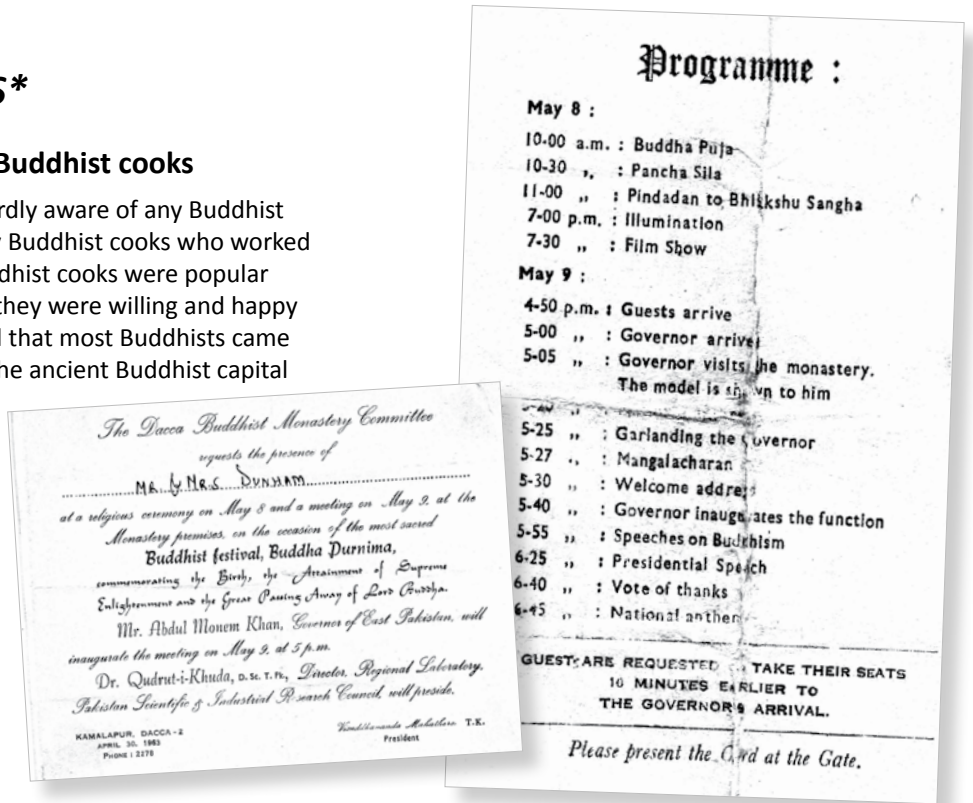 s*
Buddhist cooks
rdly aware of any Buddhist
y Buddhist cooks who worked
ddhist cooks were popular
they were willing and happy
d that most Buddhists came
he ancient Buddhist capital
The Dacca Buddhist Monastery Committee
requests the presence of
MR. & MRS. DUNHAM
at a religious ceremony on May 8 and a meeting on May 9, at the
Monastery premises, on the occasion of the most sacred
Buddhist festival, Buddha Purnima,
commemorating the Birth, the Attainment of Supreme
Enlightenment and the Great Passing Away of Lord Buddha.
Mr. Abdul Monem Khan, Governor of East Pakistan, will
inaugurate the meeting on May 9, at 5 p.m.
Dr. Qudrut-i-Khuda, D. Sc. T. Pk., Director, Regional Laboratory,
Pakistan Scientific & Industrial Research Council, will preside.
KAMALAPUR, DACCA-2
APRIL 30, 1963
PHONE : 2278
Mahathero T.K.
President
Programme :
May 8 :
10-00 a.m. : Buddha Puja
10-30 ,, : Pancha Sila
11-00 ,, : Pindadan to Bhikkshu Sangha
7-00 p.m. : Illumination
7-30 ,, : Film Show
May 9 :
4-50 p.m. : Guests arrive
5-00 ,, : Governor arrives
5-05 ,, : Governor visits the monastery.
The model is shown to him
5-25 ,, : Garlanding the Governor
5-27 ,, : Mangalacharan
5-30 ,, : Welcome address
5-40 ,, : Governor inaugurates the function
5-55 ,, : Speeches on Budhhism
6-25 ,, : Presidential Speech
6-40 ,, : Vote of thanks
6-45 ,, : National anthem
GUEST ARE REQUESTED TO TAKE THEIR SEATS
10 MINUTES EARLIER TO
THE GOVERNOR'S ARRIVAL.
Please present the Card at the Gate.